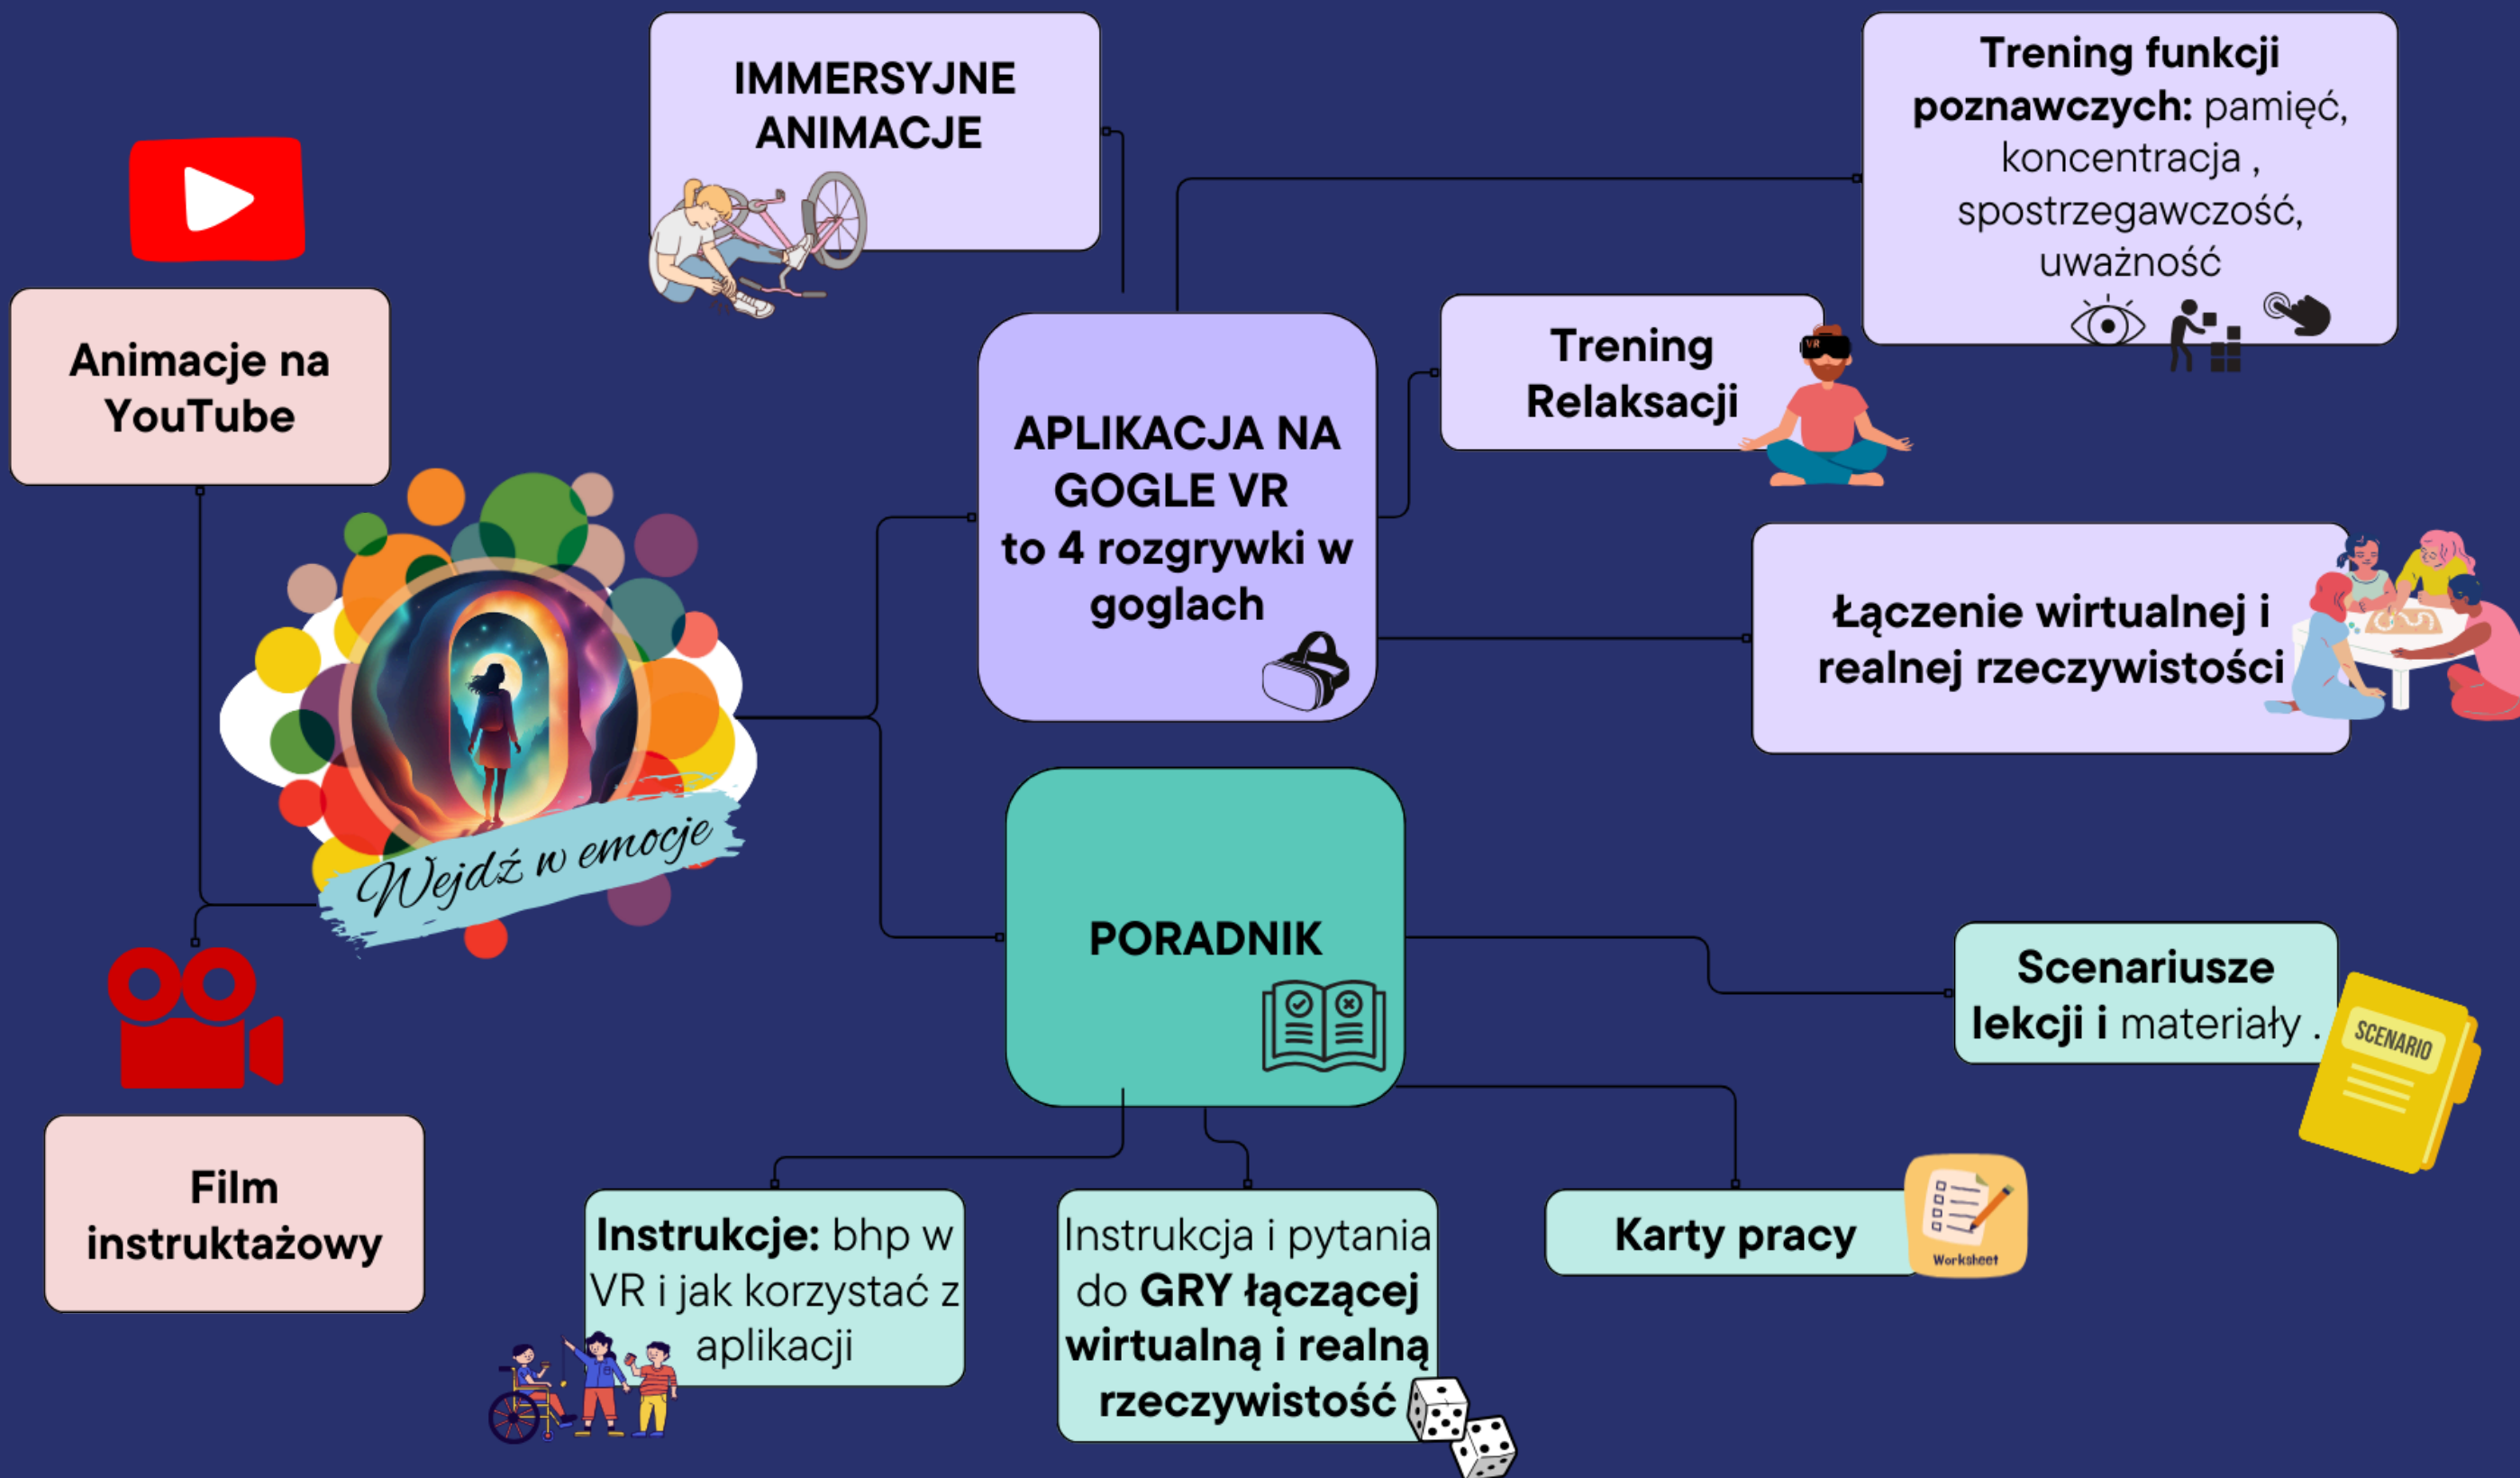 IMMERSYJNE
ANIMACJE
Trening funkcji
poznawczych: pamięć,
koncentracja ,
spostrzegawczość,
uważność
Animacje na
YouTube
Trening
Relaksacji
VR
APLIKACJA NA
GOGLE VR
to 4 rozgrywki w
goglach
Łączenie wirtualnej i
realnej rzeczywistości
Wejdź w emocje
PORADNIK
Scenariusze
lekcji i materiały .
SCENARIO
Film
instruktażowy
Instrukcje: bhp w
VR i jak korzystać z
aplikacji
Instrukcja i pytania
do GRY łączącej
wirtualną i realną
rzeczywistość
Karty pracy
Worksheet